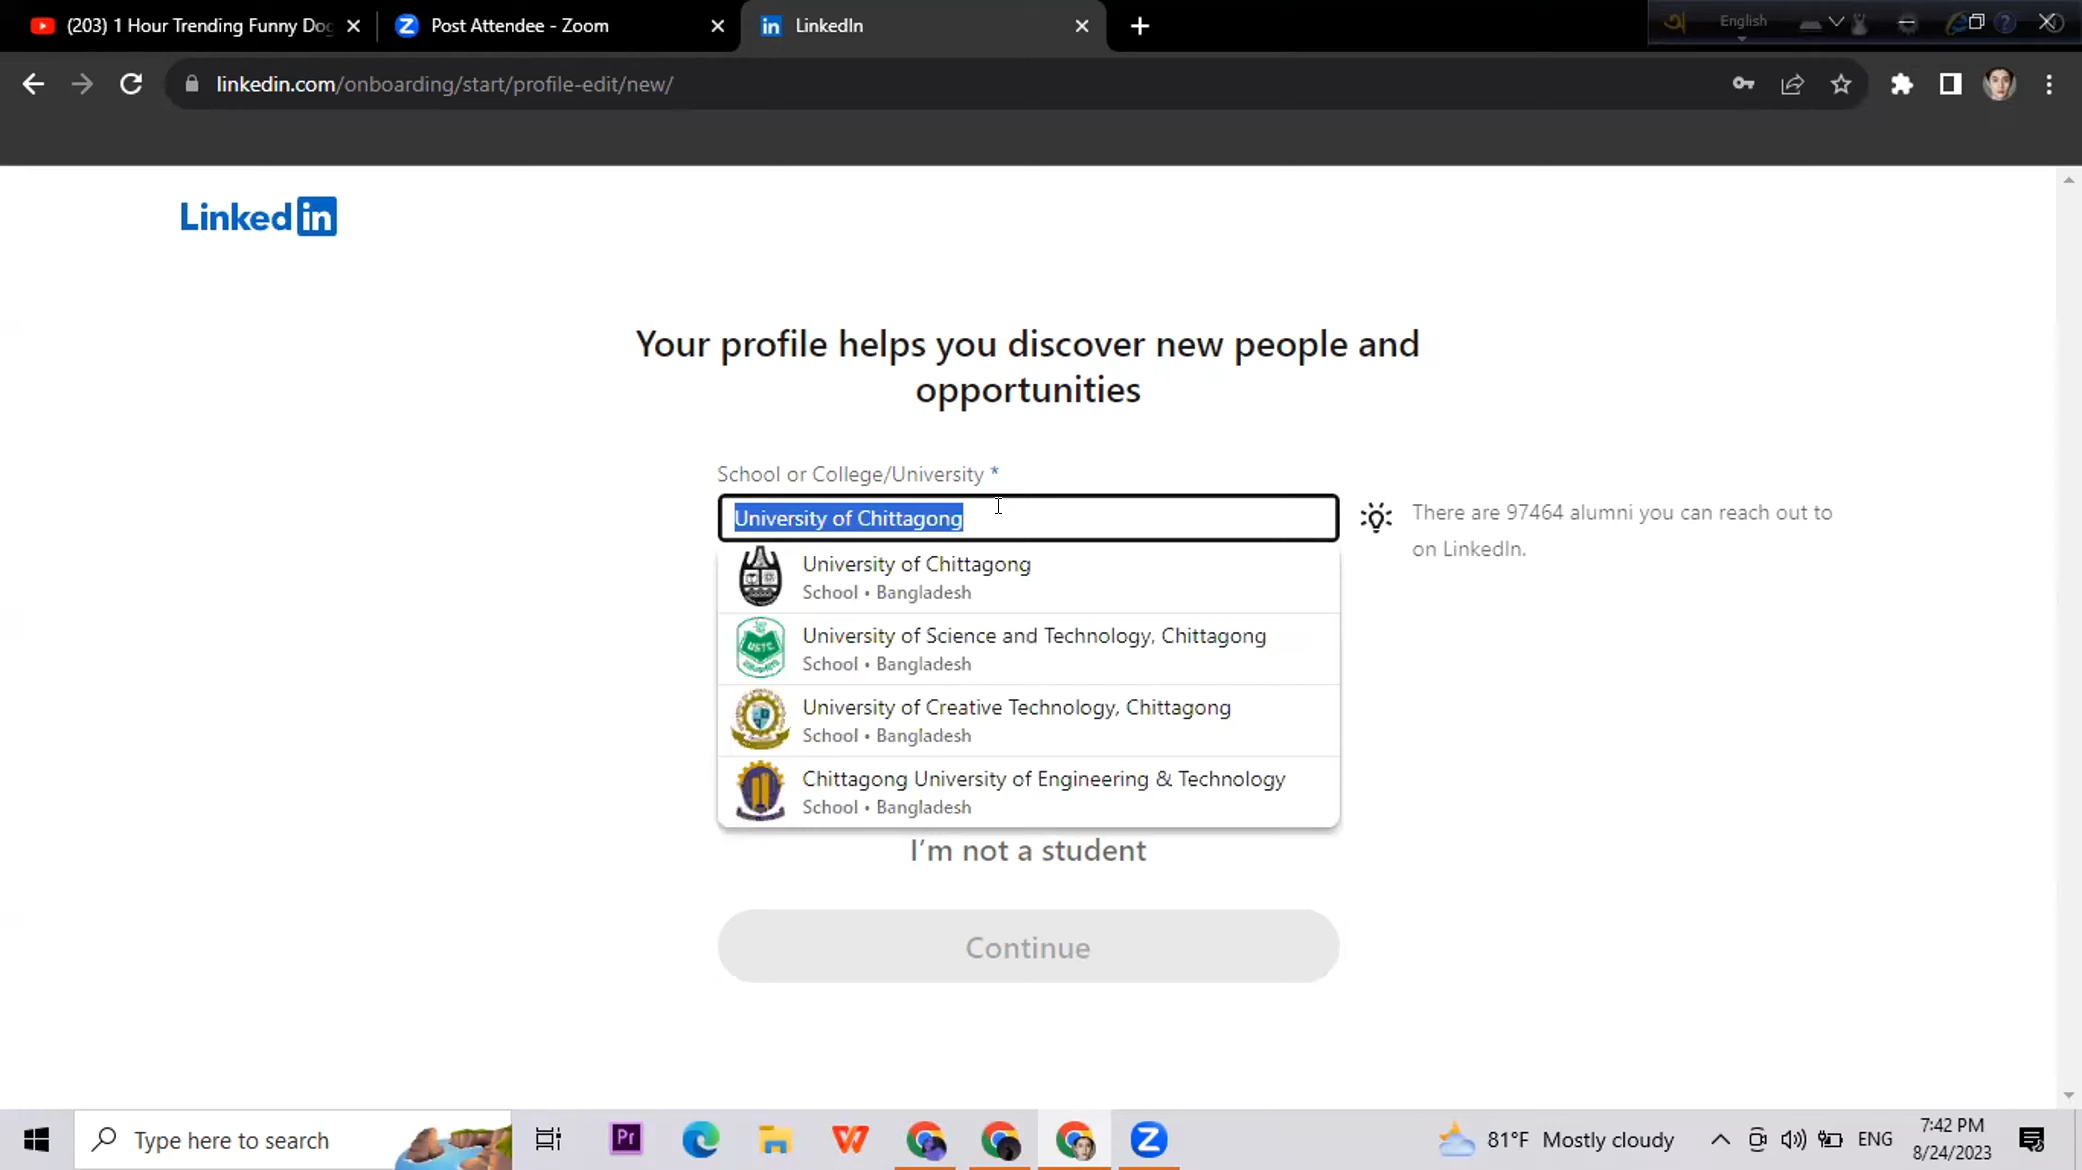 (203) 1 Hour Trending Funny Dog
Post Attendee - Zoom
LinkedIn
English
linkedin.com/onboarding/start/profile-edit/new/
Linked in
Your profile helps you discover new people and
opportunities
School or College/University *
University of Chittagong
There are 97464 alumni you can reach out to
on LinkedIn.
University of Chittagong
School • Bangladesh
USTC
University of Science and Technology, Chittagong
School • Bangladesh
University of Creative Technology, Chittagong
School • Bangladesh
Chittagong University of Engineering & Technology
School • Bangladesh
I'm not a student
Continue
Type here to search
Pr
81°F Mostly cloudy
ENG
7:42 PM
8/24/2023